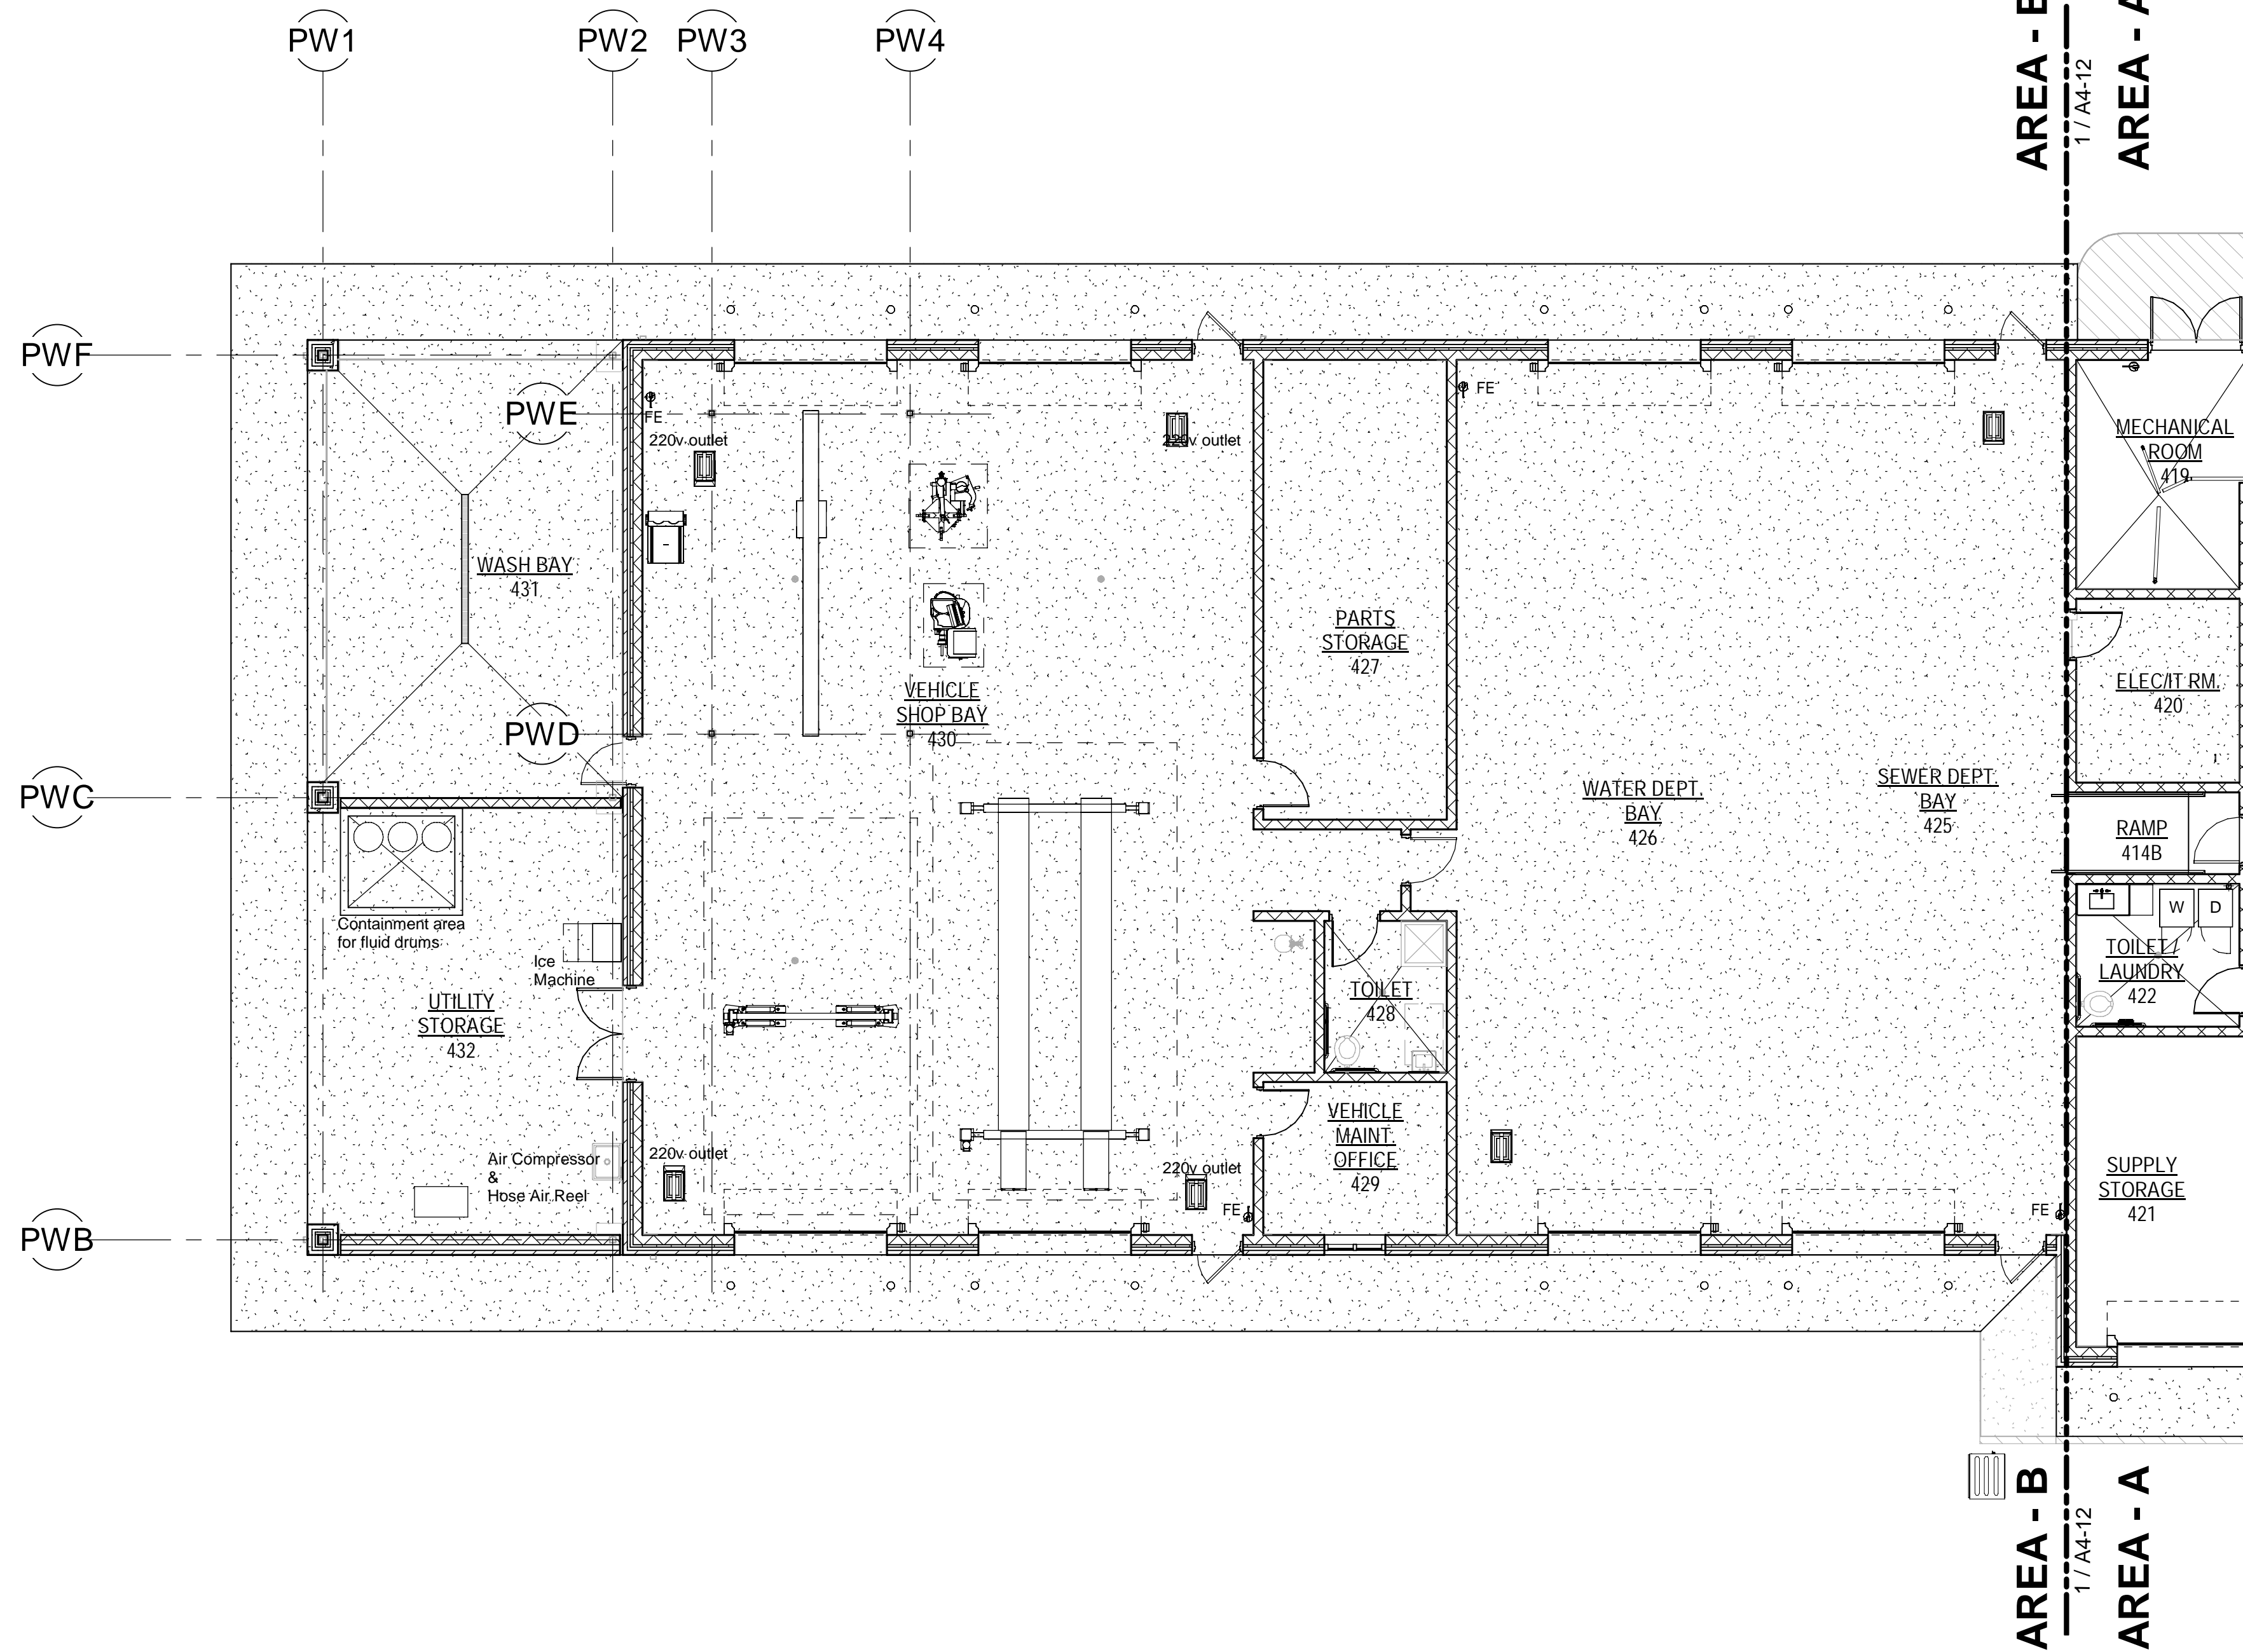 PW1
PW2
PW3
PW4
AREA - B
1 / A4-12
AREA - A
PWF
PWE
PWD
PWC
PWB
FE
220v outlet
220v outlet
FE
WASH BAY
431
VEHICLE
SHOP BAY
430
PARTS
STORAGE
427
WATER DEPT.
BAY
426
SEWER DEPT.
BAY
425
MECHANICAL
ROOM
419
ELEC/IT RM.
420
RAMP
414B
W
D
TOILET /
LAUNDRY
422
Containment area
for fluid drums
Ice
Machine
UTILITY
STORAGE
432
TOILET
428
VEHICLE
MAINT.
OFFICE
429
Air Compressor
&
Hose Air Reel
220v outlet
220v outlet
FE
FE
SUPPLY
STORAGE
421
AREA - B
1 / A4-12
AREA - A